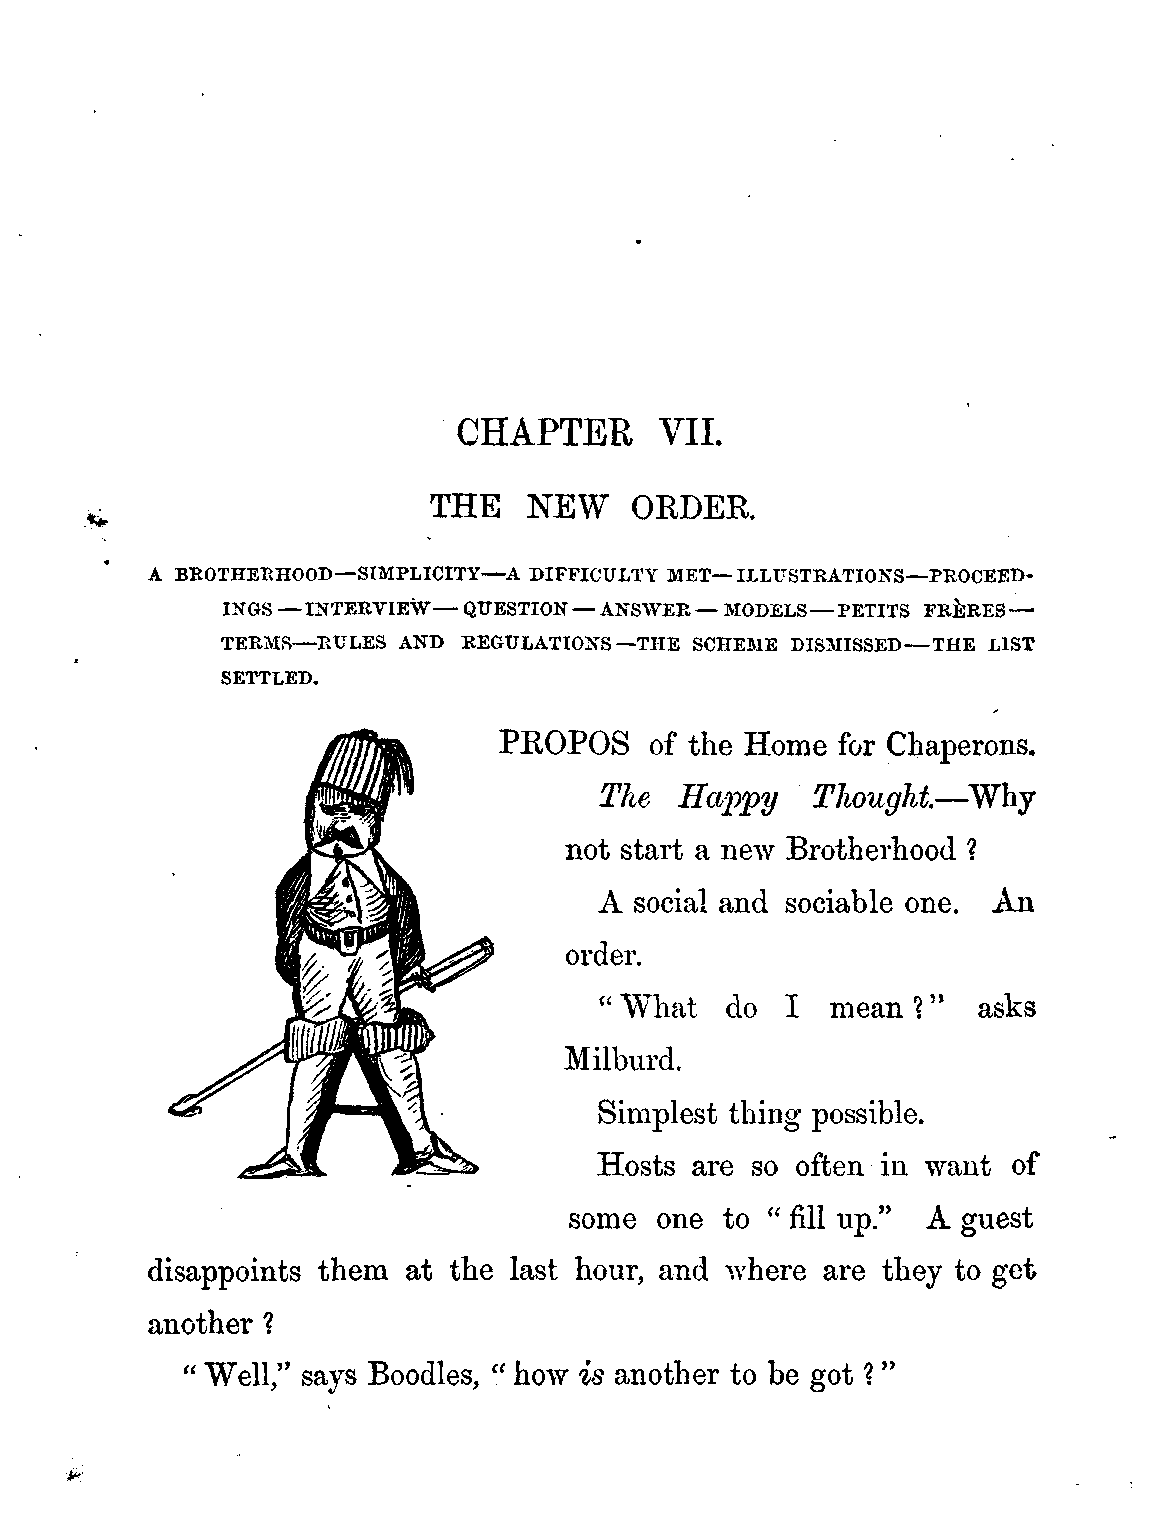 CHAPTER VII.
THE NEW ORDER.
A BROTHERHOOD—SIMPLICITY—A DIFFICULTY MET—ILLUSTRATIONS—PROCEED-
INGS—INTERVIEW—QUESTION—ANSWER—MODELS—PETITS FRÈRES—
TERMS—RULES AND REGULATIONS—THE SCHEME DISMISSED—THE LIST
SETTLED.
PROPOS of the Home for Chaperons.
The Happy Thought.—Why
not start a new Brotherhood?
A social and sociable one. An
order.
“What do I mean?” asks
Milburd.
Simplest thing possible.
Hosts are so often in want of
some one to “fill up.” A guest
disappoints them at the last hour, and where are they to get
another?
“Well,” says Boodles, “how is another to be got?”